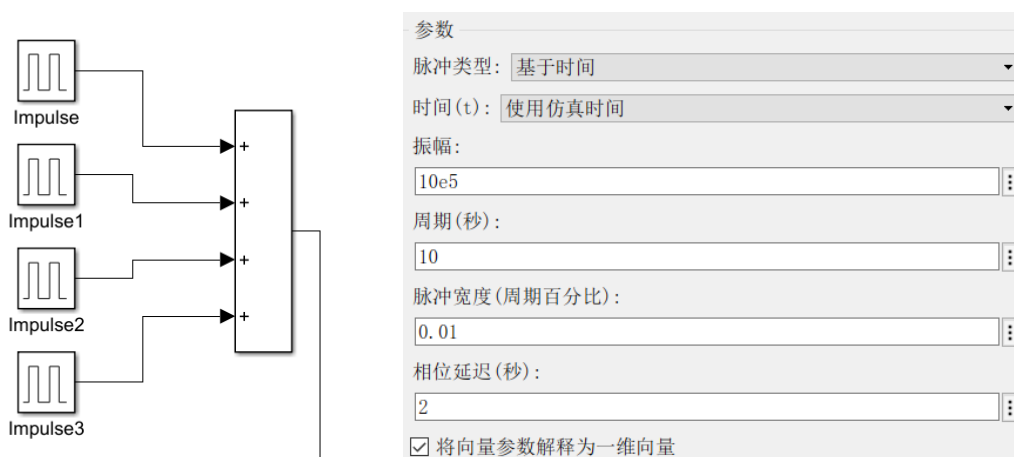 Impulse
+
Impulse1
+
Impulse2
+
Impulse3
+
参数
脉冲类型: 基于时间
时间(t): 使用仿真时间
振幅:
10e5
周期(秒):
10
脉冲宽度(周期百分比):
0.01
相位延迟(秒):
2
将向量参数解释为一维向量